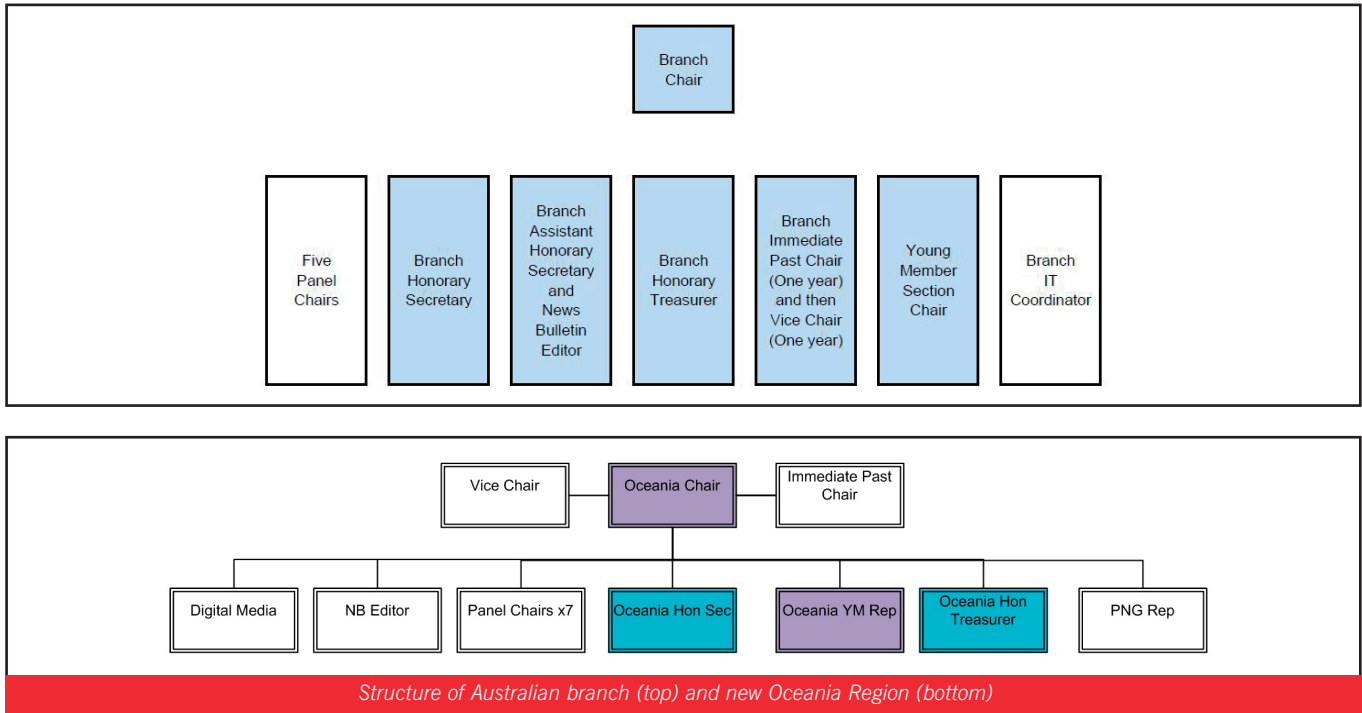 Branch
Chair
Five
Panel
Chairs
Branch
Honorary
Secretary
Branch
Assistant
Honorary
Secretary
and
News
Bulletin
Editor
Branch
Honorary
Treasurer
Branch
Immediate
Past Chair
(One year)
and then
Vice Chair
(One year)
Young
Member
Section
Chair
Branch
IT
Coordinator
Vice Chair
Oceania Chair
Immediate Past
Chair
Digital Media
NB Editor
Panel Chairs x7
Oceania Hon Sec
Oceania YM Rep
Oceania Hon
Treasurer
PNG Rep
Structure of Australian branch (top) and new Oceania Region (bottom)